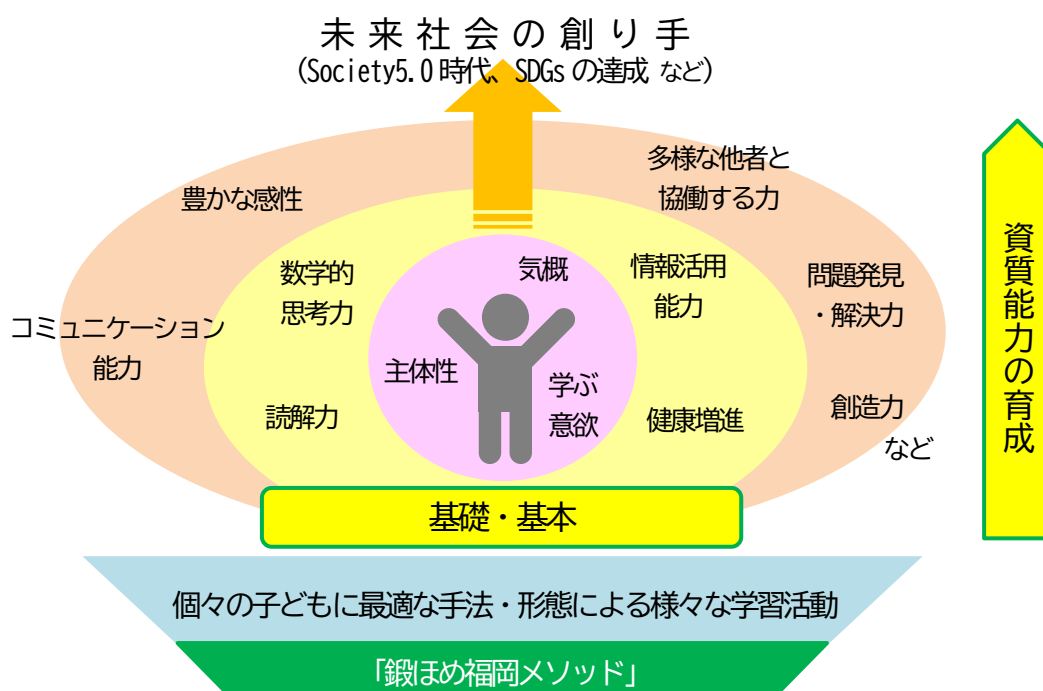 未来社会の創り手
(Society5.0時代、SDGsの達成 など)
豊かな感性
多様な他者と
協働する力
コミュニケーション
能力
数学的
思考力
気概
情報活用
能力
問題発見
・解決力
主体性
学ぶ
意欲
読解力
健康増進
創造力
など
基礎・基本
個々の子どもに最適な手法・形態による様々な学習活動
「鍛ほめ福岡メソッド」
資質能力の育成